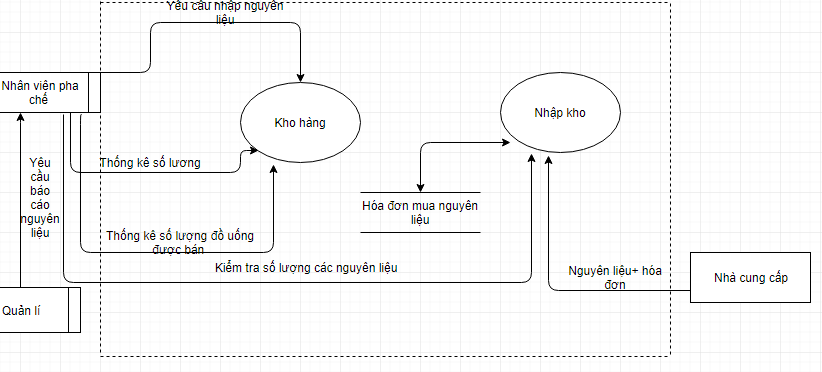 Yêu cầu nhập nguyên
liệu
Nhân viên pha
chế
Kho hàng
Nhập kho
Thống kê số lương
Yêu
cầu
báo
cáo
nguyên
liệu
Hóa đơn mua nguyên
liệu
Thống kê số lượng đồ uống
được bán
Kiểm tra số lượng các nguyên liệu
Nguyên liệu+ hóa
đơn
Nhà cung cấp
Quản lí